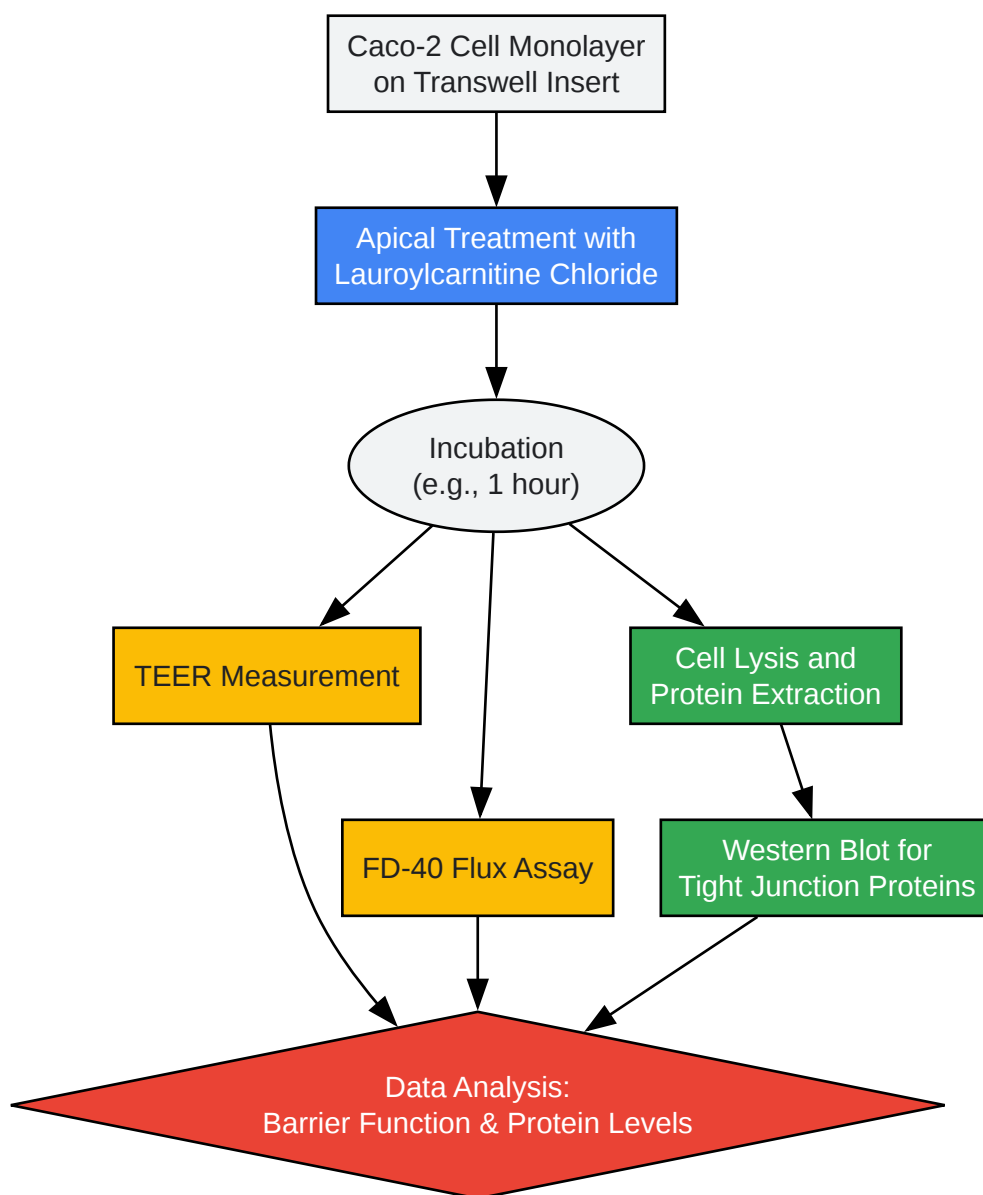 Caco-2 Cell Monolayer
on Transwell Insert
Apical Treatment with
Lauroylcarnitine Chloride
Incubation
(e.g., 1 hour)
TEER Measurement
Cell Lysis and
Protein Extraction
FD-40 Flux Assay
Western Blot for
Tight Junction Proteins
Data Analysis:
Barrier Function & Protein Levels